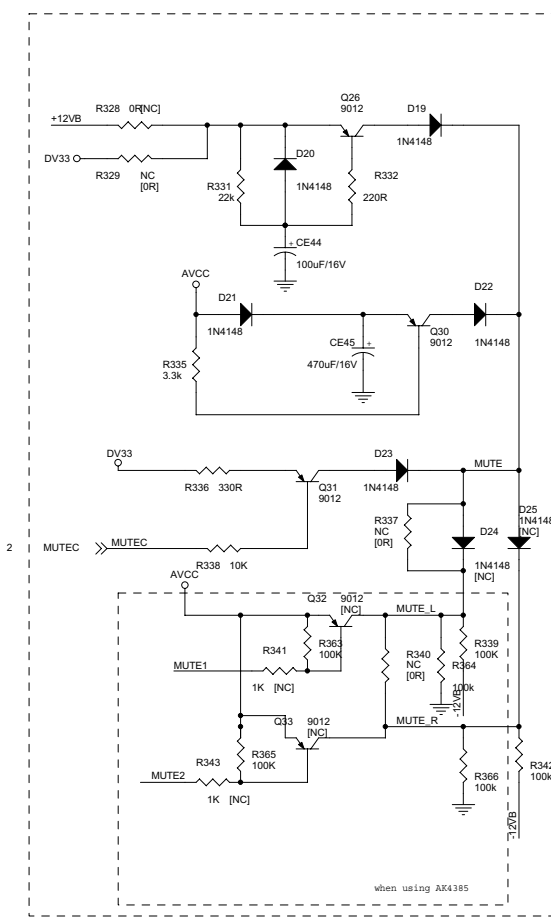 Q26
9012
D19
1N4148
R328 0R[NC]
+12VB
DV33
R329
NC
[0R]
D20
1N4148
R331
22k
R332
220R
+ CE44
100uF/16V
AVCC
D21
1N4148
D22
1N4148
Q30
9012
CE45
+
470uF/16V
R335
3.3k
DV33
R336 330R
Q31
9012
D23
1N4148
MUTE
D25
1N4148
[NC]
R337
NC
[0R]
D24
1N4148
[NC]
2 MUTEC MUTEC
R338 10K
AVCC
Q32
9012
[NC]
MUTE_L
R363
100K
R341
MUTE1
1K [NC]
R340
NC
[0R]
R364
100k
R339
100K
-12VB
Q33
9012
[NC]
MUTE_R
R365
100K
R343
MUTE2
1K [NC]
R366
100k
R342
100k
-12VB
when using AK4385